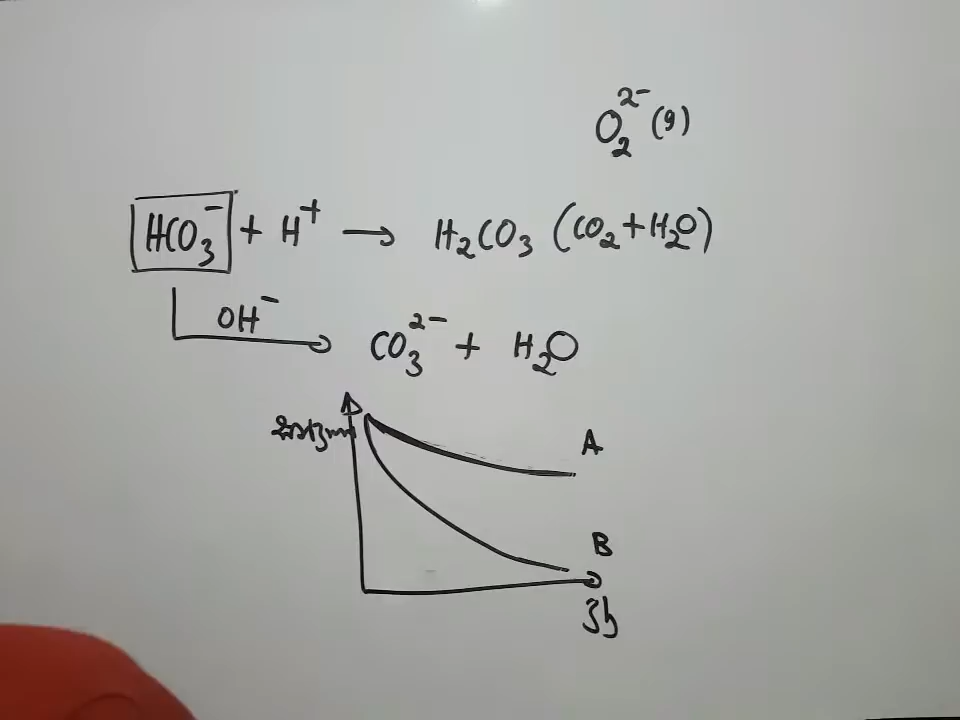 O₂²⁻ (g)
HCO₃⁻ + H⁺ → H₂CO₃ (CO₂ + H₂O)
OH⁻
CO₃²⁻ + H₂O
A
B